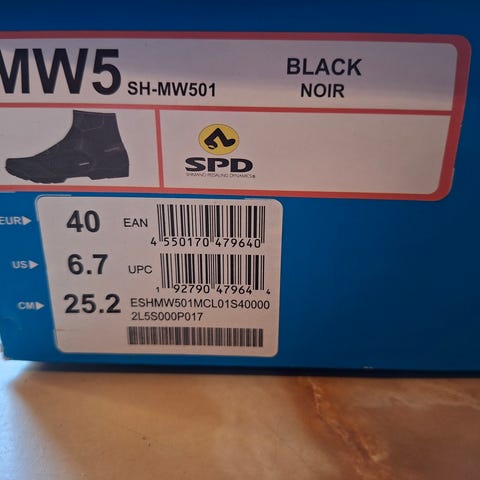 MW5 SH-MW501
BLACK
NOIR
SPD
SHIMANO PEDALING DYNAMICS®
EUR▶ 40 EAN
4 550170 479640
US▶ 6.7 UPC
1 92790 47964 4
CM▶ 25.2 ESHMW501MCL01S40000
2L5S000P017